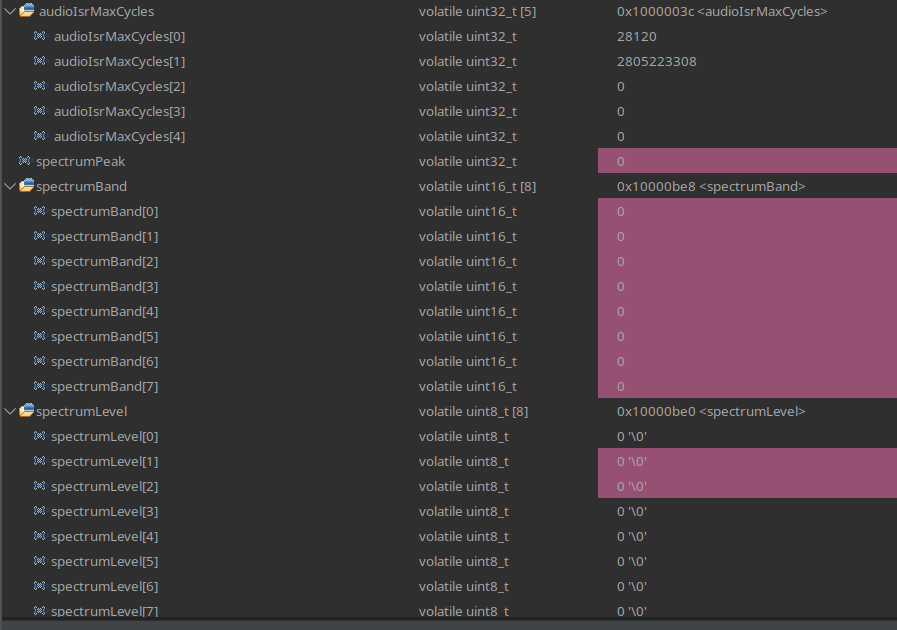 audioIsrMaxCycles volatile uint32_t [5] 0x1000003c <audioIsrMaxCycles>
audioIsrMaxCycles[0] volatile uint32_t 28120
audioIsrMaxCycles[1] volatile uint32_t 2805223308
audioIsrMaxCycles[2] volatile uint32_t 0
audioIsrMaxCycles[3] volatile uint32_t 0
audioIsrMaxCycles[4] volatile uint32_t 0
spectrumPeak volatile uint32_t 0
spectrumBand volatile uint16_t [8] 0x10000be8 <spectrumBand>
spectrumBand[0] volatile uint16_t 0
spectrumBand[1] volatile uint16_t 0
spectrumBand[2] volatile uint16_t 0
spectrumBand[3] volatile uint16_t 0
spectrumBand[4] volatile uint16_t 0
spectrumBand[5] volatile uint16_t 0
spectrumBand[6] volatile uint16_t 0
spectrumBand[7] volatile uint16_t 0
spectrumLevel volatile uint8_t [8] 0x10000be0 <spectrumLevel>
spectrumLevel[0] volatile uint8_t 0 '\0'
spectrumLevel[1] volatile uint8_t 0 '\0'
spectrumLevel[2] volatile uint8_t 0 '\0'
spectrumLevel[3] volatile uint8_t 0 '\0'
spectrumLevel[4] volatile uint8_t 0 '\0'
spectrumLevel[5] volatile uint8_t 0 '\0'
spectrumLevel[6] volatile uint8_t 0 '\0'
spectrumLevel[7] volatile uint8_t 0 '\0'